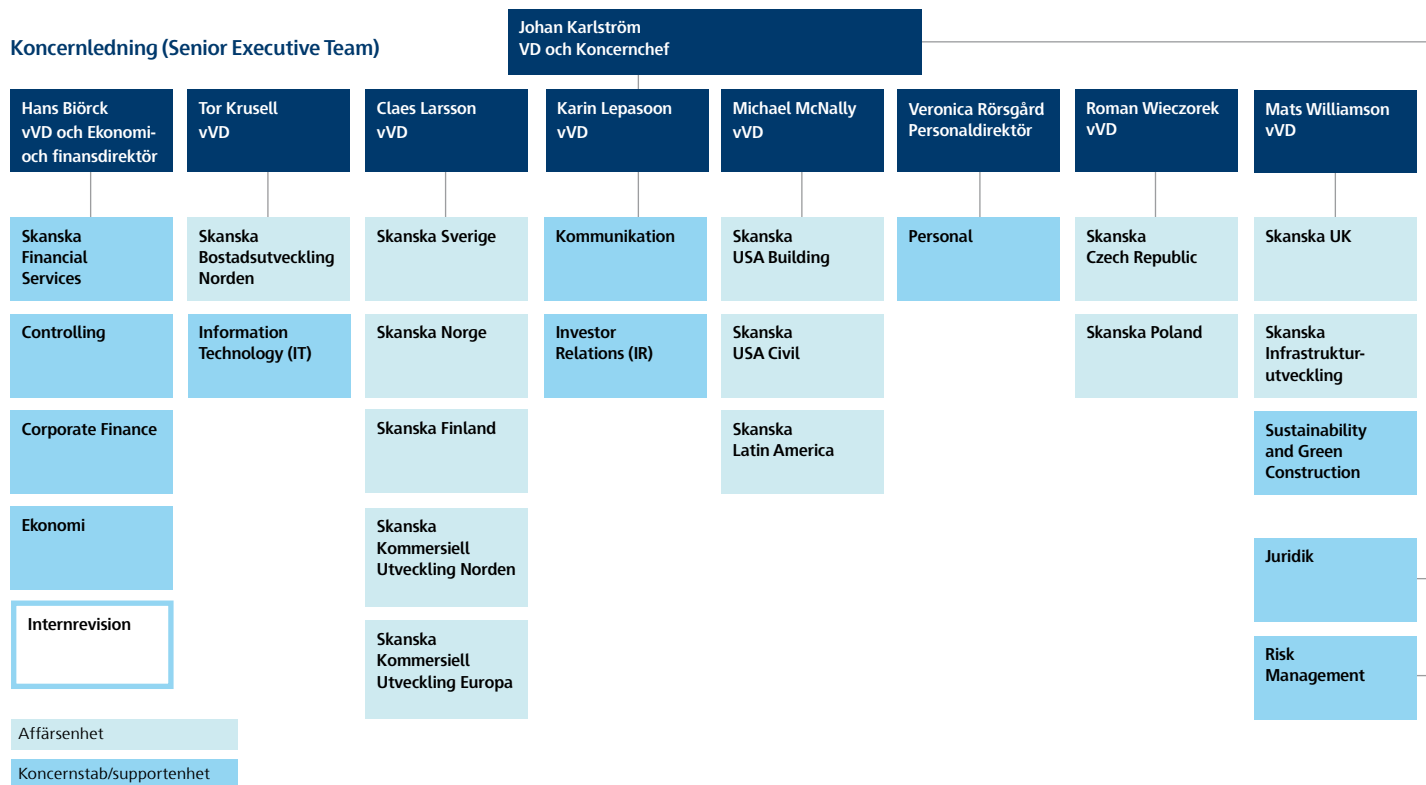 Koncernledning (Senior Executive Team)
Johan Karlström
VD och Koncernchef
Hans Biörck
vVD och Ekonomi-
och finansdirektör
Tor Krusell
vVD
Claes Larsson
vVD
Karin Lepasoon
vVD
Michael McNally
vVD
Veronica Rörsgård
Personaldirektör
Roman Wieczorek
vVD
Mats Williamson
vVD
Skanska
Financial
Services
Controlling
Corporate Finance
Ekonomi
Internrevision
Skanska
Bostadsutveckling
Norden
Information
Technology (IT)
Skanska Sverige
Skanska Norge
Skanska Finland
Skanska
Kommersiell
Utveckling Norden
Skanska
Kommersiell
Utveckling Europa
Kommunikation
Investor
Relations (IR)
Skanska
USA Building
Skanska
USA Civil
Skanska
Latin America
Personal
Skanska
Czech Republic
Skanska Poland
Skanska UK
Skanska
Infrastruktur-
utveckling
Sustainability
and Green
Construction
Juridik
Risk
Management
Affärsenhet
Koncernstab/supportenhet